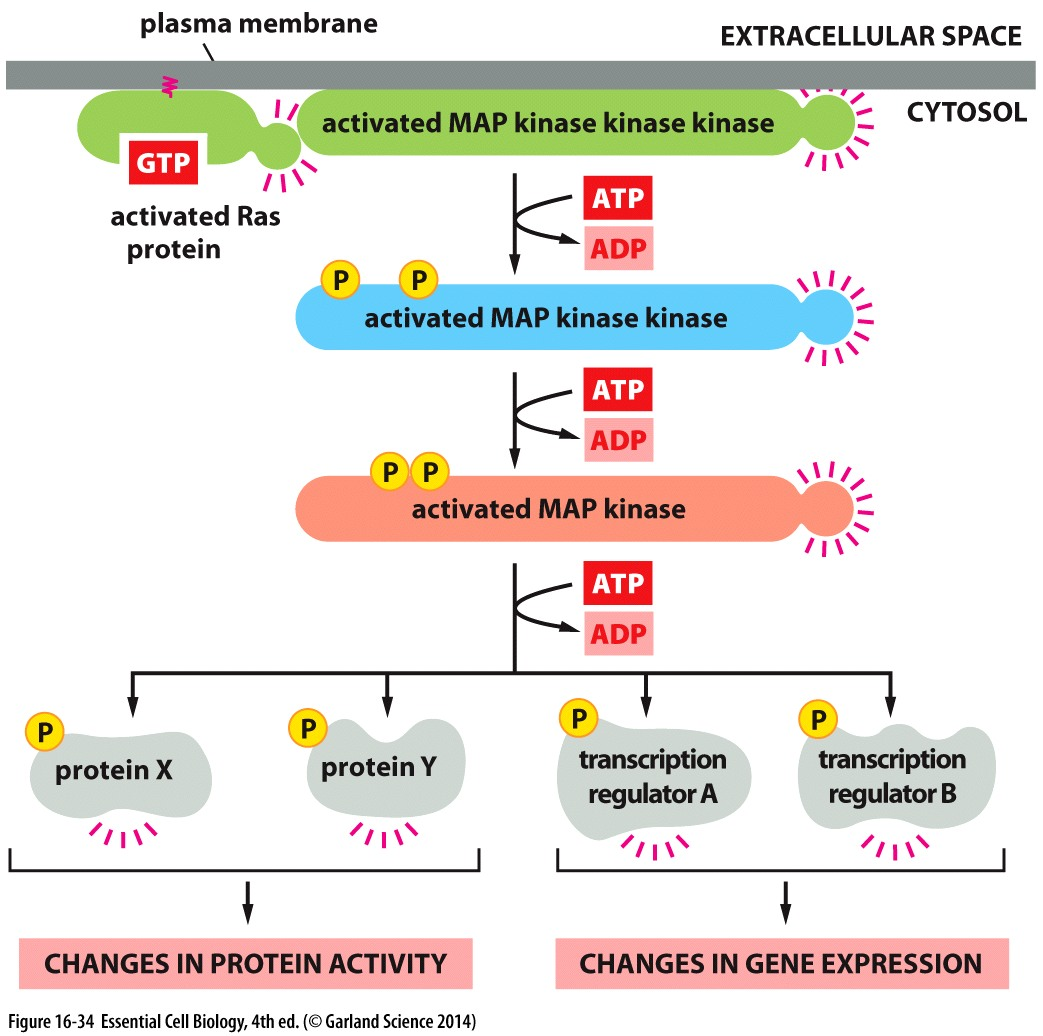 plasma membrane
EXTRACELLULAR SPACE
CYTOSOL
activated MAP kinase kinase kinase
GTP
activated Ras
protein
ATP
ADP
P
P
activated MAP kinase kinase
ATP
ADP
P
P
activated MAP kinase
ATP
ADP
P
protein X
P
protein Y
P
transcription
regulator A
P
transcription
regulator B
CHANGES IN PROTEIN ACTIVITY
CHANGES IN GENE EXPRESSION
Figure 16-34 Essential Cell Biology, 4th ed. (© Garland Science 2014)